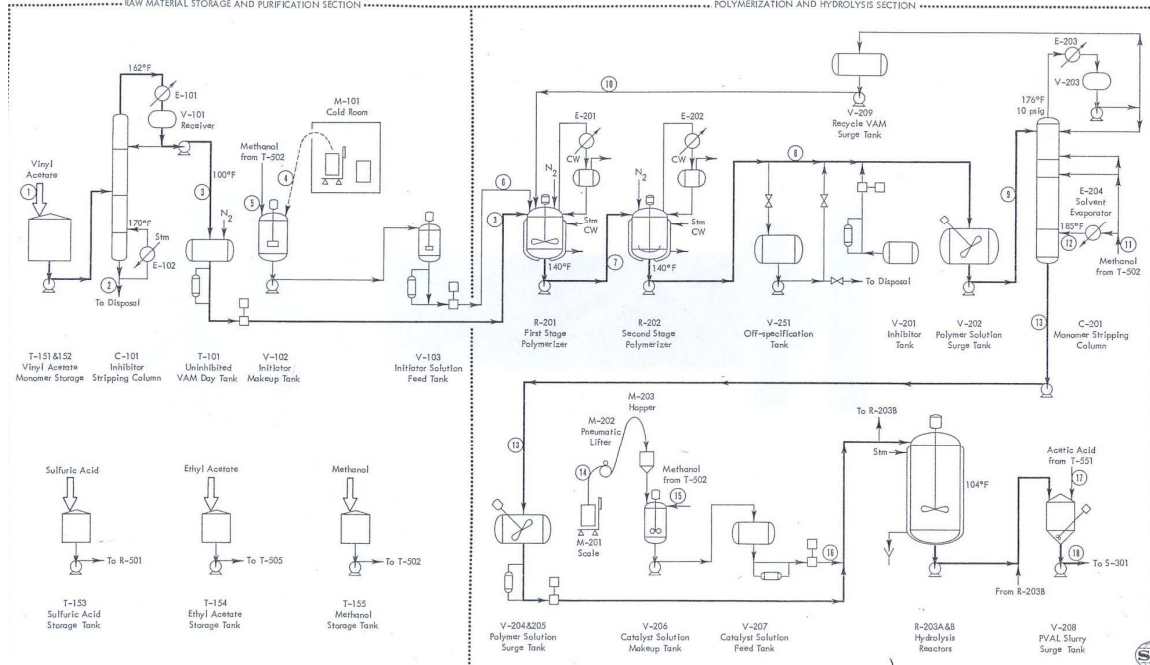 RAW MATERIAL STORAGE AND PURIFICATION SECTION
POLYMERIZATION AND HYDROLYSIS SECTION
162°F
E-101
V-101
Receiver
M-101
Cold Room
Methanol
from T-502
Vinyl
Acetate
1
100°F
3
4
5
N2
170°F
Stm
E-102
2
To Disposal
T-151&152
Vinyl Acetate
Monomer Storage
C-101
Inhibitor
Stripping Column
T-101
Uninhibited
VAM Day Tank
V-102
Initiator
Makeup Tank
V-103
Initiator Solution
Feed Tank
10
E-201
CW
N2
6
3
Stm
CW
140°F
7
E-202
CW
N2
Stm
CW
140°F
8
V-209
Recycle VAM
Surge Tank
E-203
V-203
176°F
10 psig
9
E-204
Solvent
Evaporator
185°F
12
11
Methanol
from T-502
To Disposal
13
R-201
First Stage
Polymerizer
R-202
Second Stage
Polymerizer
V-251
Off-specification
Tank
V-201
Inhibitor
Tank
V-202
Polymer Solution
Surge Tank
C-201
Monomer Stripping
Column
Sulfuric Acid
To R-501
T-153
Sulfuric Acid
Storage Tank
Ethyl Acetate
To T-505
T-154
Ethyl Acetate
Storage Tank
Methanol
To T-502
T-155
Methanol
Storage Tank
13
M-203
Hopper
M-202
Pneumatic
Lifter
14
M-201
Scale
Methanol
from T-502
15
16
To R-203B
Stm
104°F
From R-203B
Acetic Acid
from T-551
17
18
To S-301
V-204&205
Polymer Solution
Surge Tank
V-206
Catalyst Solution
Makeup Tank
V-207
Catalyst Solution
Feed Tank
R-203A&B
Hydrolysis
Reactors
V-208
PVAL Slurry
Surge Tank